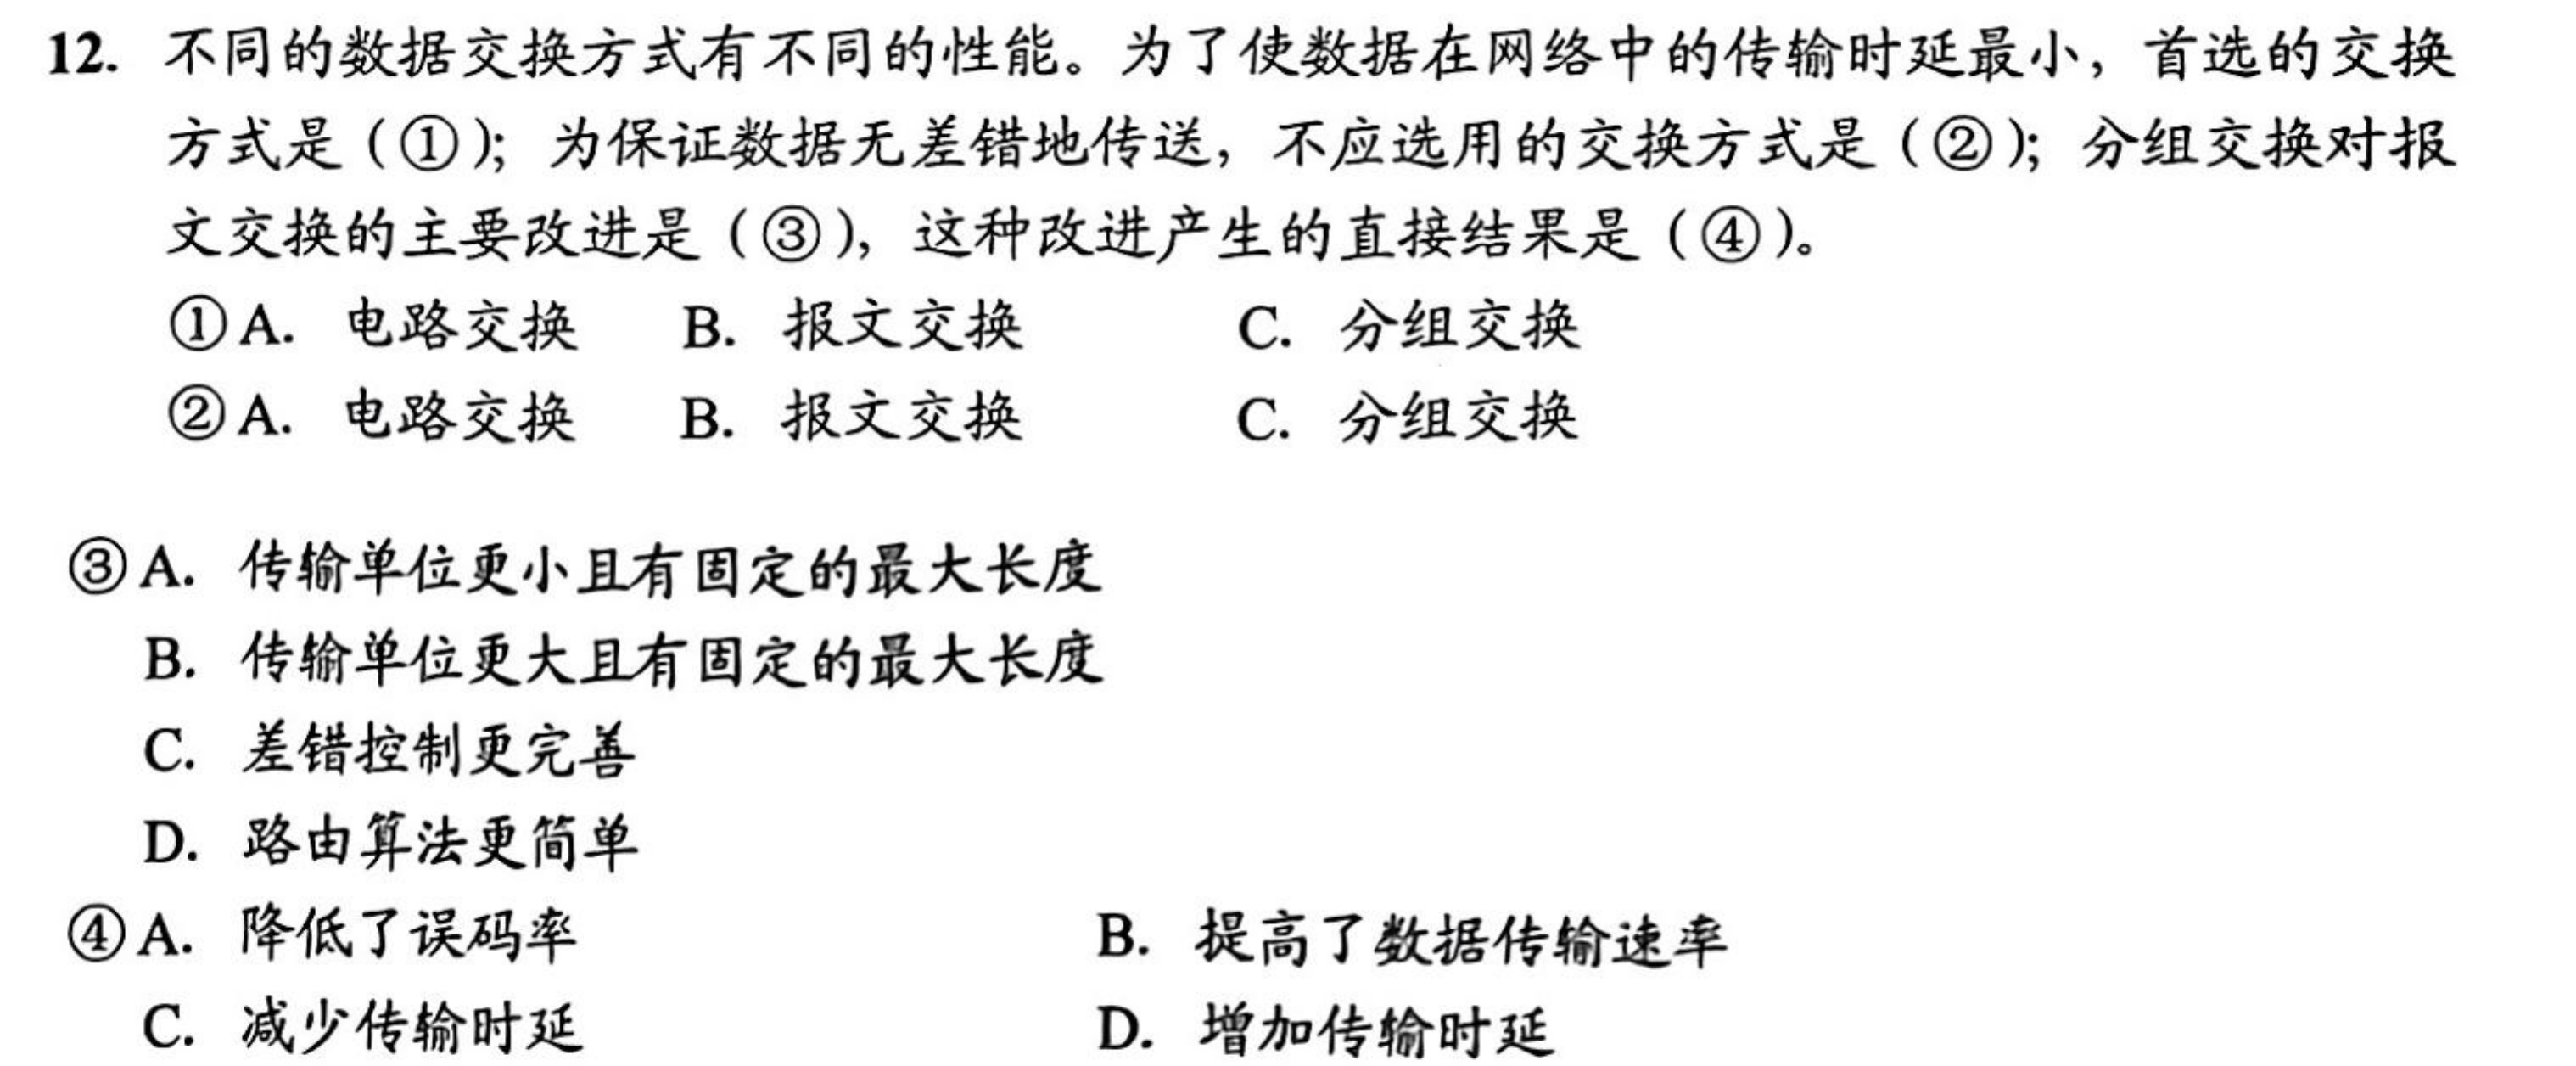 12. 不同的数据交换方式有不同的性能。为了使数据在网络中的传输时延最小，首选的交换
方式是（①）；为保证数据无差错地传送，不应选用的交换方式是（②）；分组交换对报
文交换的主要改进是（③），这种改进产生的直接结果是（④）。
①A. 电路交换 B. 报文交换 C. 分组交换
②A. 电路交换 B. 报文交换 C. 分组交换
③A. 传输单位更小且有固定的最大长度
B. 传输单位更大且有固定的最大长度
C. 差错控制更完善
D. 路由算法更简单
④A. 降低了误码率 B. 提高了数据传输速率
C. 减少传输时延 D. 增加传输时延